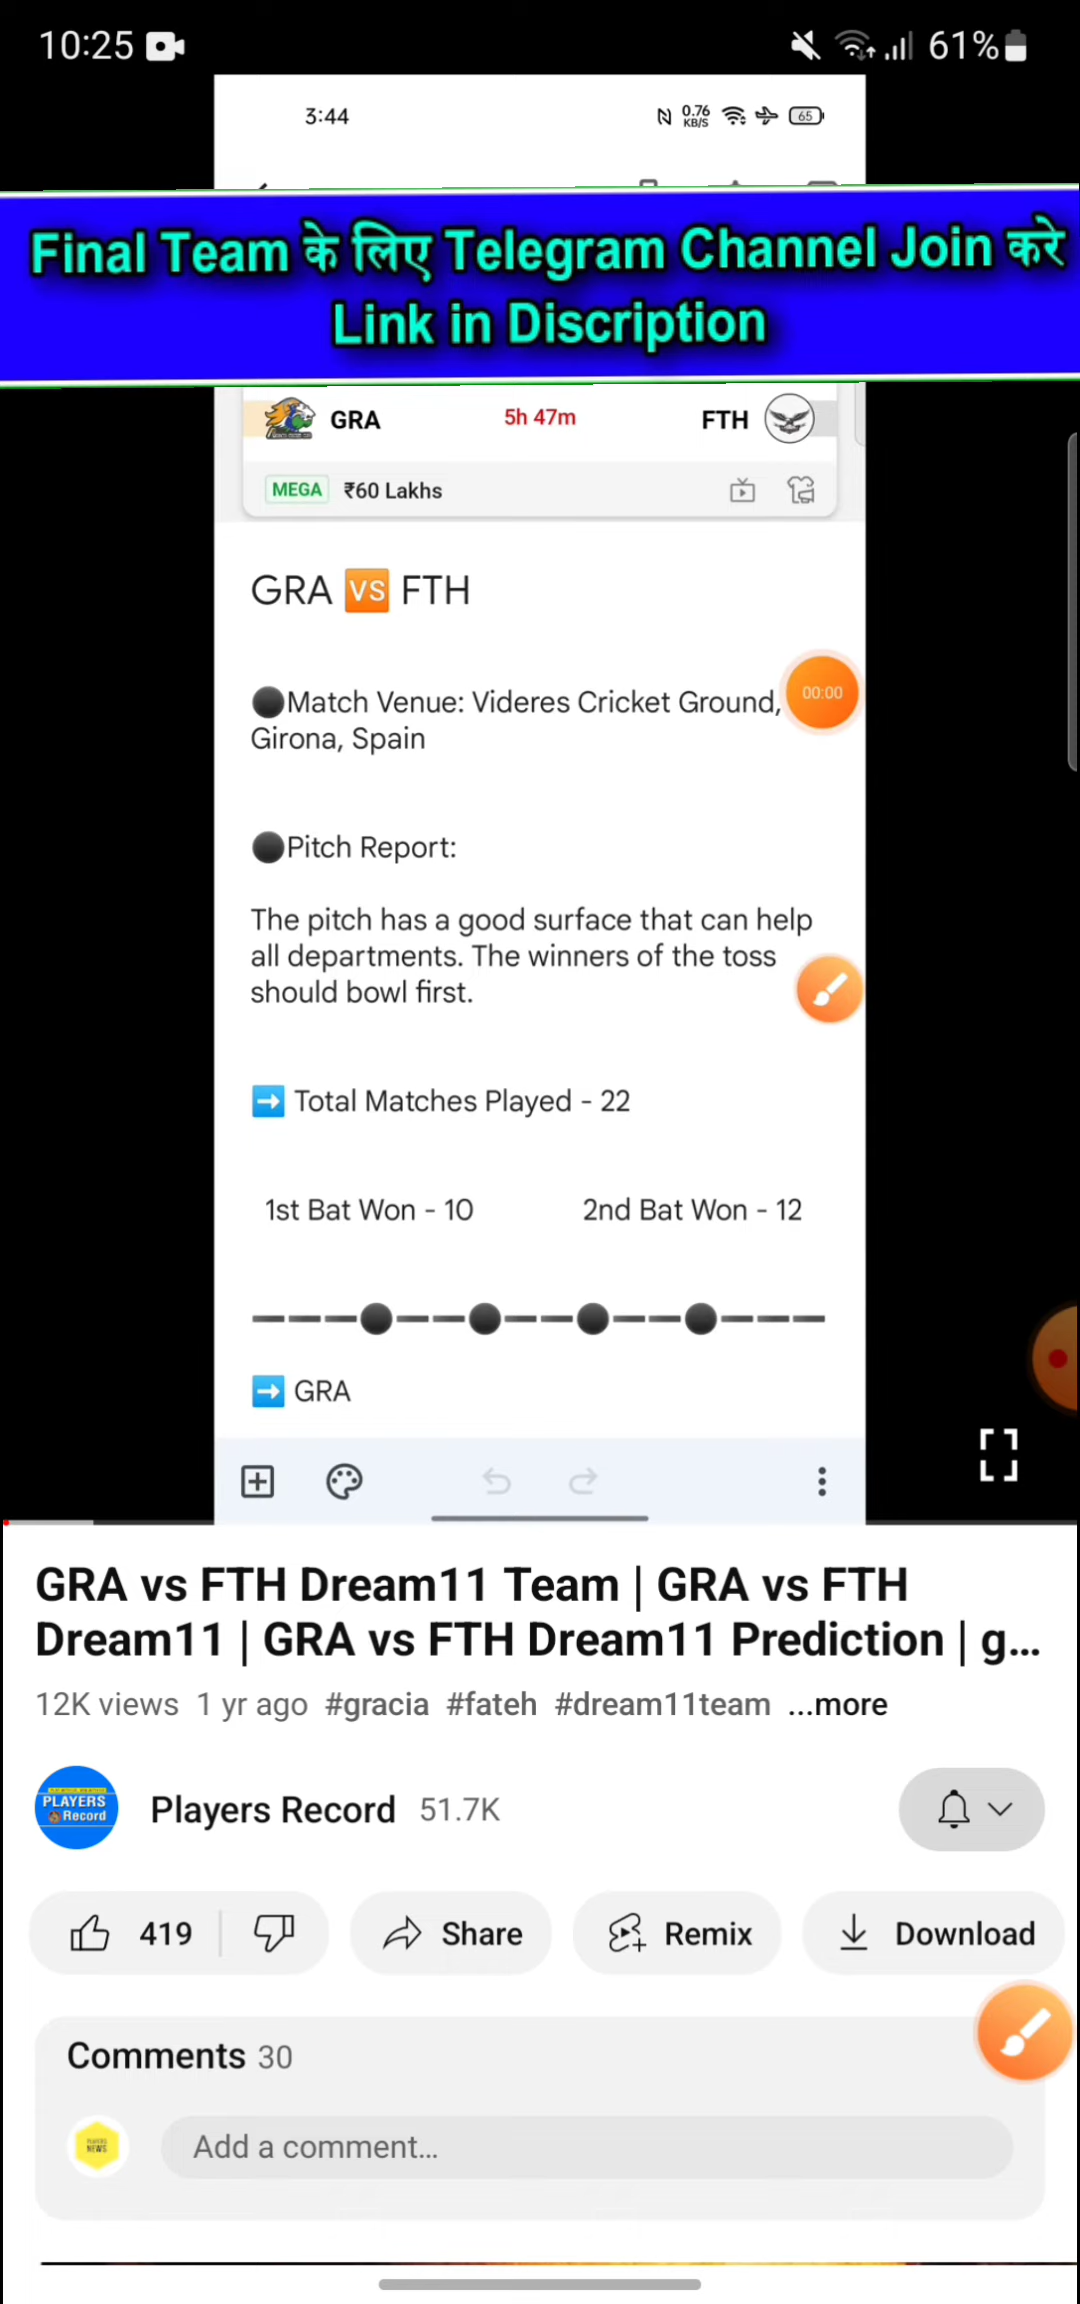 10:25 61%
3:44 0.76 KB/S 65
Final Team के लिए Telegram Channel Join करे
Link in Discription
GRA 5h 47m FTH
MEGA ₹60 Lakhs
GRA VS FTH
Match Venue: Videres Cricket Ground,
Girona, Spain
00:00
Pitch Report:
The pitch has a good surface that can help
all departments. The winners of the toss
should bowl first.
Total Matches Played - 22
1st Bat Won - 10 2nd Bat Won - 12
GRA
GRA vs FTH Dream11 Team | GRA vs FTH
Dream11 | GRA vs FTH Dream11 Prediction | g...
12K views 1 yr ago #gracia #fateh #dream11team ...more
PLAYERS
Record
Players Record 51.7K
419 Share Remix Download
Comments 30
NEWS
Add a comment...